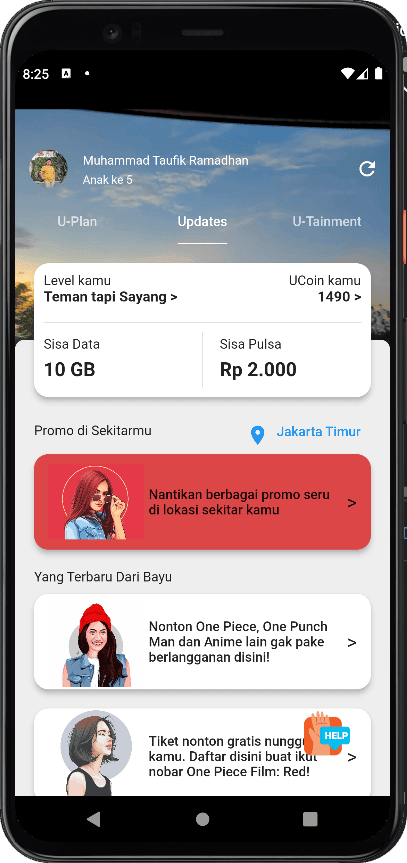 8:25 A
Muhammad Taufik Ramadhan
Anak ke 5
U-Plan Updates U-Tainment
Level kamu UCoin kamu
Teman tapi Sayang > 1490 >
Sisa Data Sisa Pulsa
10 GB Rp 2.000
Promo di Sekitarmu Jakarta Timur
Nantikan berbagai promo seru
di lokasi sekitar kamu >
Yang Terbaru Dari Bayu
Nonton One Piece, One Punch
Man dan Anime lain gak pake >
berlangganan disini!
HELP
Tiket nonton gratis nungg
kamu. Daftar disini buat ikut >
nobar One Piece Film: Red!